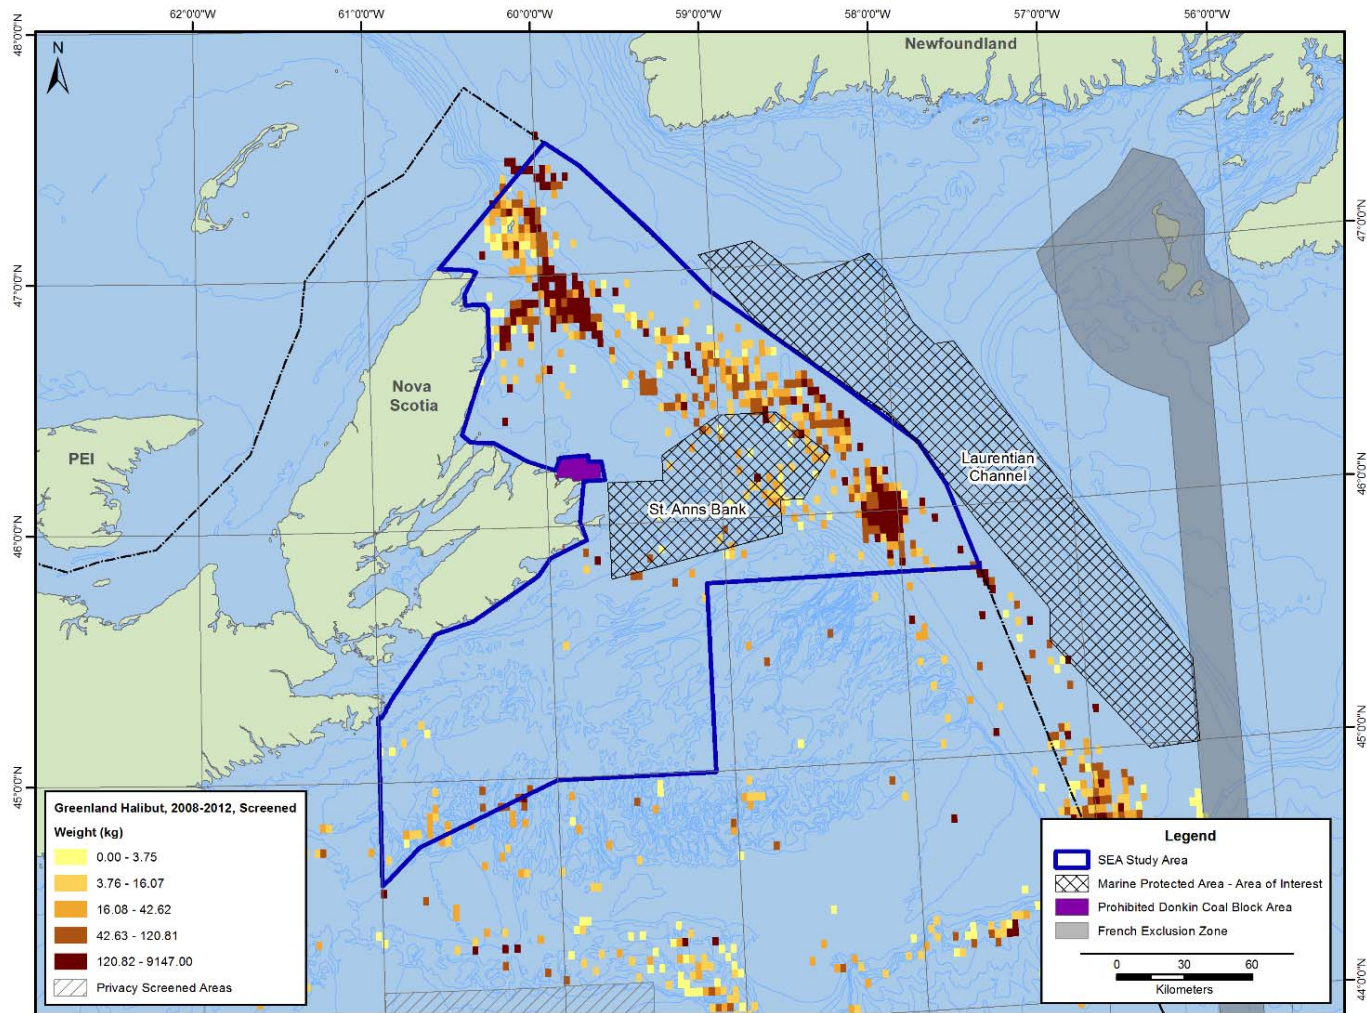 62°0'0"W
61°0'0"W
60°0'0"W
59°0'0"W
58°0'0"W
57°0'0"W
56°0'0"W
48°0'0"N
N
Newfoundland
47°0'0"N
47°0'0"N
Nova
Scotia
PEI
Laurentian
Channel
46°0'0"N
St. Anns Bank
46°0'0"N
45°0'0"N
45°0'0"N
Greenland Halibut, 2008-2012, Screened
Weight (kg)
0.00 - 3.75
3.76 - 16.07
16.08 - 42.62
42.63 - 120.81
120.82 - 9147.00
Privacy Screened Areas
Legend
SEA Study Area
Marine Protected Area - Area of Interest
Prohibited Donkin Coal Block Area
French Exclusion Zone
0 30 60
Kilometers
44°0'0"N